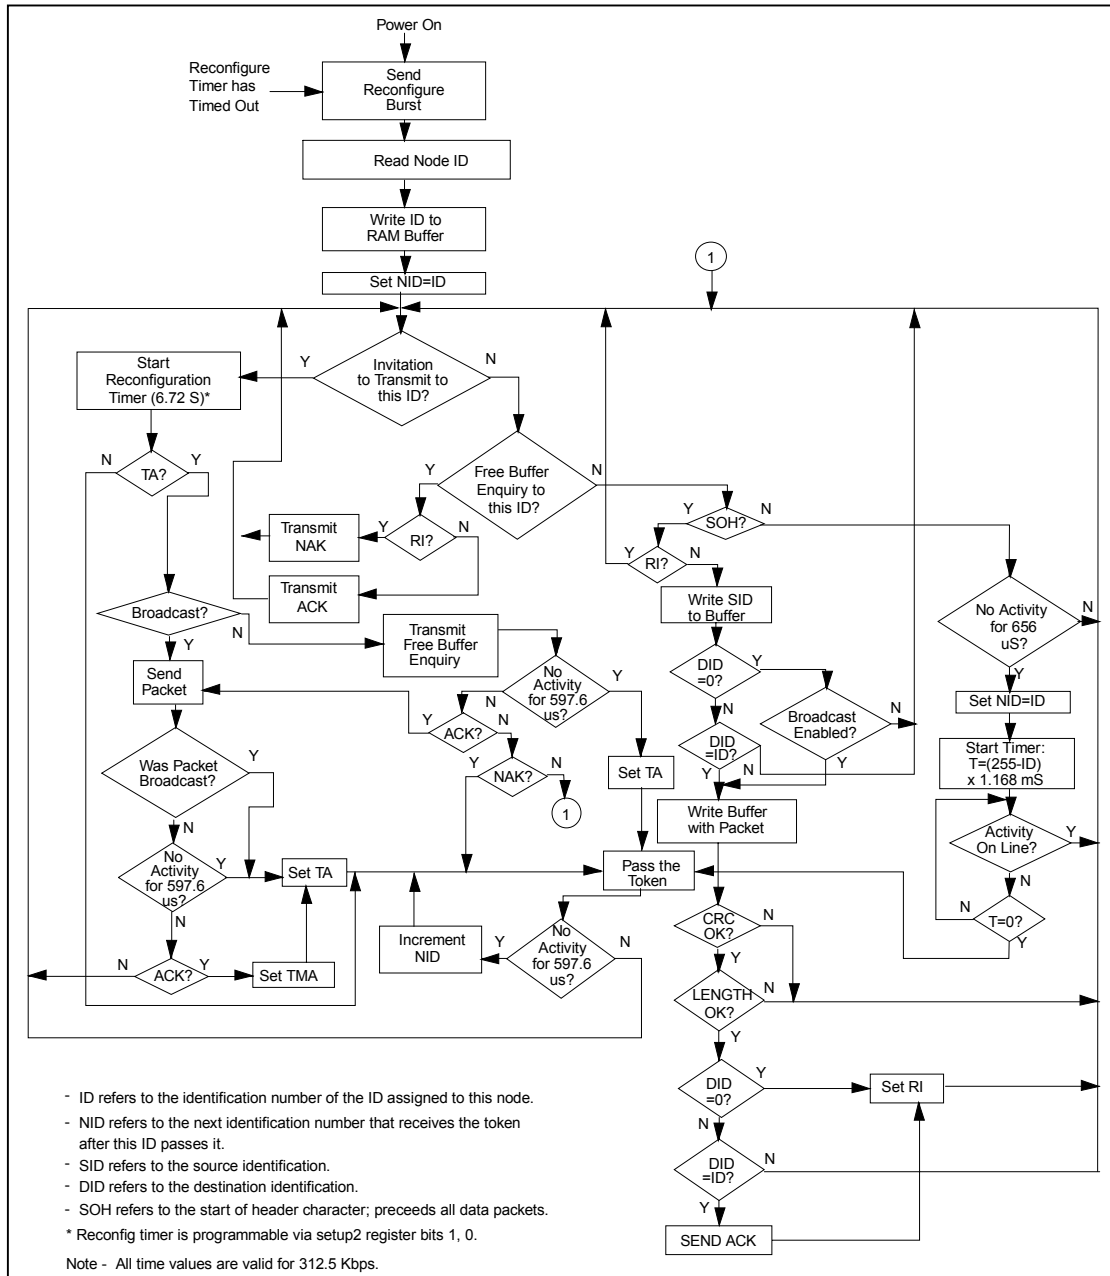 Power On
Reconfigure
Timer has
Timed Out
Send
Reconfigure
Burst
Read Node ID
Write ID to
RAM Buffer
1
Set NID=ID
Start
Reconfiguration
Timer (6.72 S)*
Y
Invitation
to Transmit to
this ID?
N
N
TA?
Y
Y
Free Buffer
Enquiry to
this ID?
N
Y
SOH?
N
Transmit
NAK
Y
RI?
N
Y
RI?
N
Transmit
ACK
Write SID
to Buffer
No Activity
for 656
uS?
N
Y
Broadcast?
N
Y
Transmit
Free Buffer
Enquiry
No
Activity
for 597.6
us?
Y
N
DID
=0?
Y
N
Send
Packet
Set NID=ID
Broadcast
Enabled?
N
Y
Y
ACK?
N
DID
=ID?
Y
N
Start Timer:
T=(255-ID)
x 1.168 mS
Was Packet
Broadcast?
Y
N
NAK?
Y
N
1
Set TA
Write Buffer
with Packet
Activity
On Line?
Y
N
No
Activity
for 597.6
us?
Y
N
Set TA
Pass the
Token
N
T=0?
Y
CRC
OK?
N
Y
Increment
NID
Y
No
Activity
for 597.6
us?
N
N
ACK?
Y
Set TMA
LENGTH
OK?
N
Y
DID
=0?
Y
N
Set RI
DID
=ID?
N
Y
SEND ACK
- ID refers to the identification number of the ID assigned to this node.
- NID refers to the next identification number that receives the token
after this ID passes it.
- SID refers to the source identification.
- DID refers to the destination identification.
- SOH refers to the start of header character; preceeds all data packets.
* Reconfig timer is programmable via setup2 register bits 1, 0.
Note - All time values are valid for 312.5 Kbps.